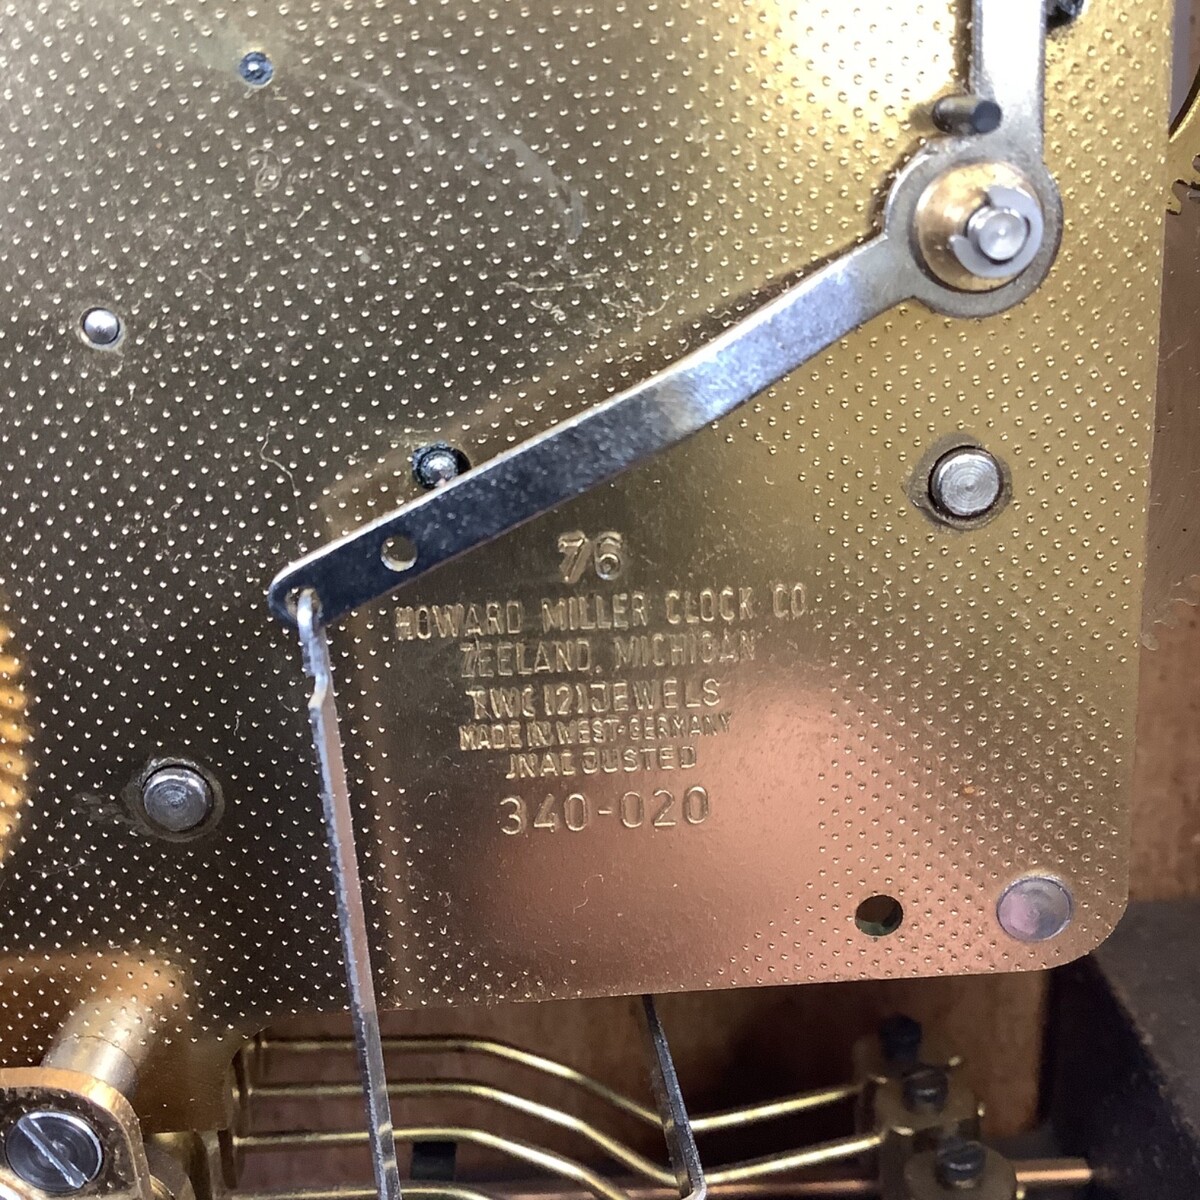 76
HOWARD MILLER CLOCK CO.
ZEELAND, MICHIGAN
TWO (2) JEWELS
MADE IN WEST-GERMANY
UNADJUSTED
340-020